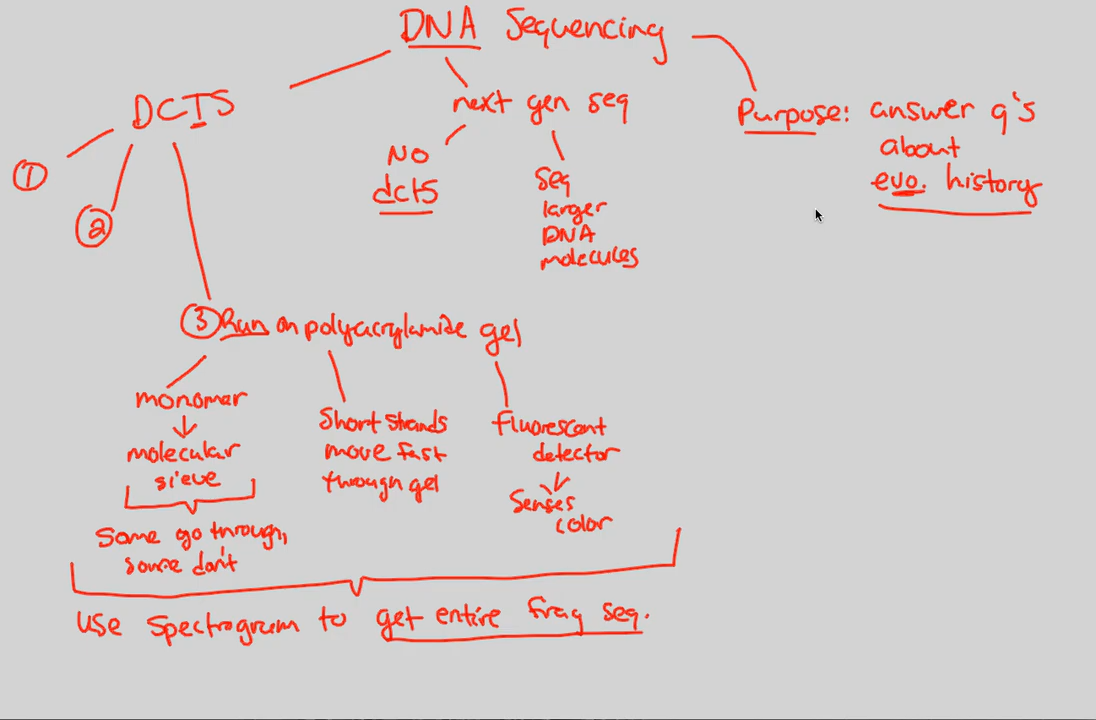 DNA Sequencing
DCTS
next gen seq
Purpose: answer q's
about
evo. history
①
②
No
dcts
seq
larger
DNA
molecules
③ Run on polyacrylamide gel
monomer
↓
molecular
sieve
Some go through,
some don't
Short strands
move fast
through gel
fluorescent
detector
↓
Senses
color
Use Spectrogram to get entire frag seq.